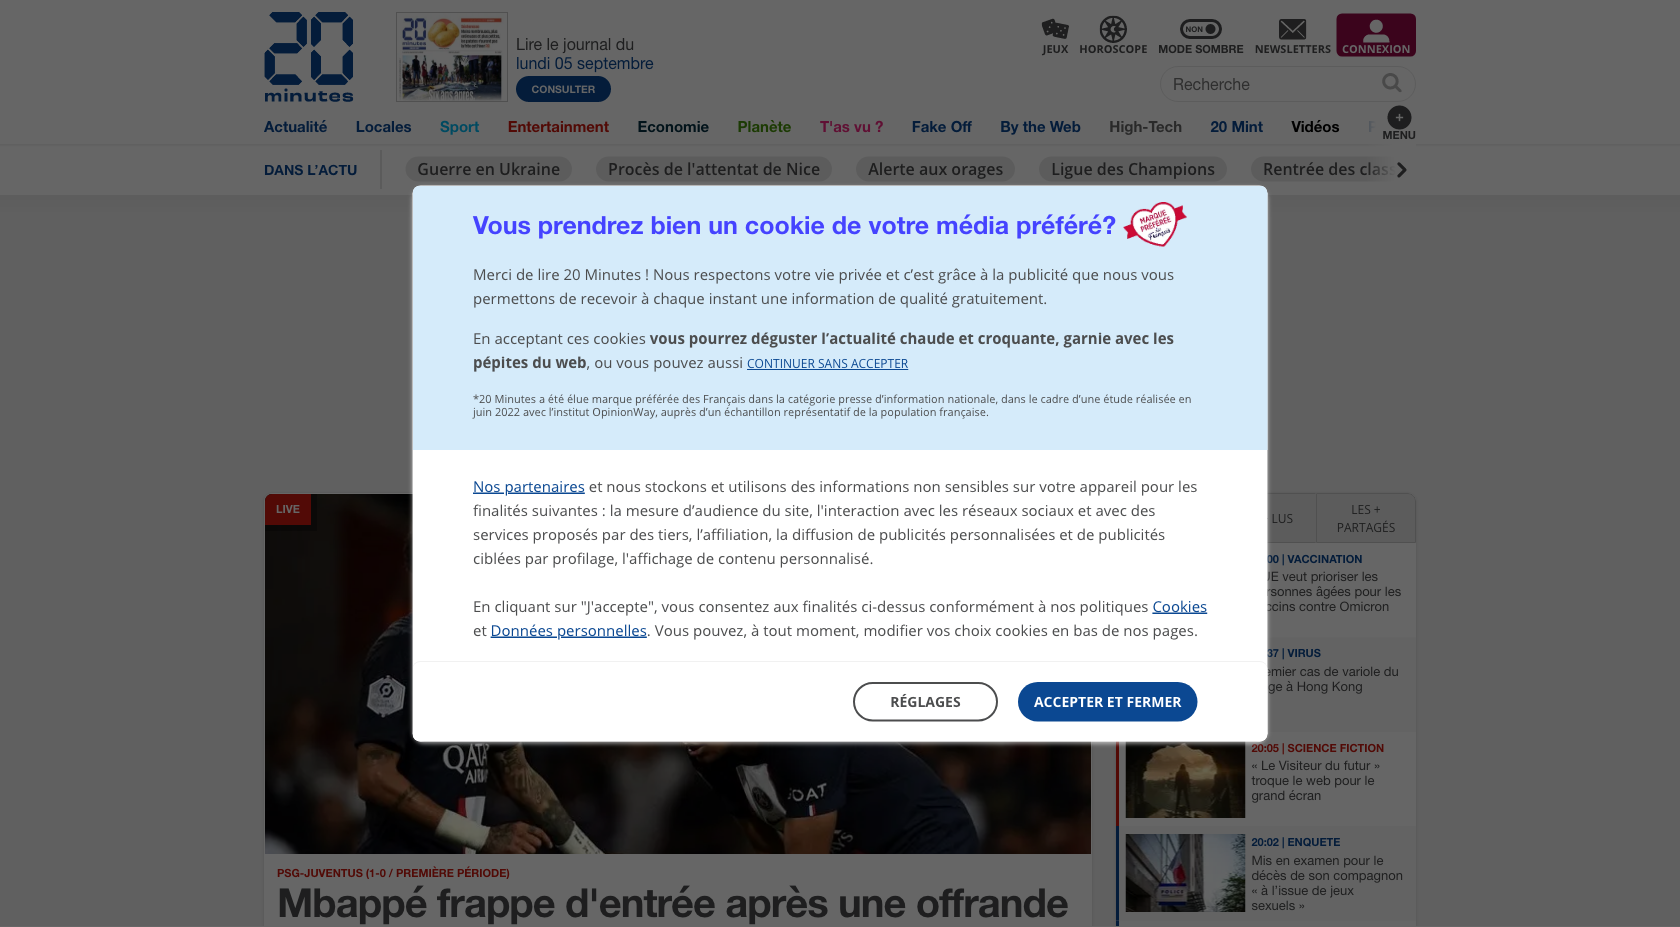 20
minutes
Lire le journal du
lundi 05 septembre
CONSULTER
JEUX
HOROSCOPE
NON
MODE SOMBRE
NEWSLETTERS
CONNEXION
Recherche
Actualité
Locales
Sport
Entertainment
Economie
Planète
T'as vu ?
Fake Off
By the Web
High-Tech
20 Mint
Vidéos
MENU
DANS L’ACTU
Guerre en Ukraine
Procès de l'attentat de Nice
Alerte aux orages
Ligue des Champions
Rentrée des clas
Vous prendrez bien un cookie de votre média préféré?
MARQUE
PRÉFÉRÉE
des
Français
Merci de lire 20 Minutes ! Nous respectons votre vie privée et c’est grâce à la publicité que nous vous
permettons de recevoir à chaque instant une information de qualité gratuitement.
En acceptant ces cookies vous pourrez déguster l’actualité chaude et croquante, garnie avec les
pépites du web, ou vous pouvez aussi CONTINUER SANS ACCEPTER
*20 Minutes a été élue marque préférée des Français dans la catégorie presse d’information nationale, dans le cadre d’une étude réalisée en
juin 2022 avec l’institut OpinionWay, auprès d’un échantillon représentatif de la population française.
Nos partenaires et nous stockons et utilisons des informations non sensibles sur votre appareil pour les
finalités suivantes : la mesure d’audience du site, l'interaction avec les réseaux sociaux et avec des
services proposés par des tiers, l’affiliation, la diffusion de publicités personnalisées et de publicités
ciblées par profilage, l'affichage de contenu personnalisé.
En cliquant sur "J'accepte", vous consentez aux finalités ci-dessus conformément à nos politiques Cookies
et Données personnelles. Vous pouvez, à tout moment, modifier vos choix cookies en bas de nos pages.
RÉGLAGES
ACCEPTER ET FERMER
LIVE
QATA
AIRWA
GOAT
PSG-JUVENTUS (1-0 / PREMIÈRE PÉRIODE)
Mbappé frappe d'entrée après une offrande
LUS
LES +
PARTAGÉS
00 | VACCINATION
UE veut prioriser les
rsonnes âgées pour les
ccins contre Omicron
37 | VIRUS
emier cas de variole du
ge à Hong Kong
20:05 | SCIENCE FICTION
« Le Visiteur du futur »
troque le web pour le
grand écran
20:02 | ENQUETE
Mis en examen pour le
décès de son compagnon
« à l’issue de jeux
sexuels »
POLICE